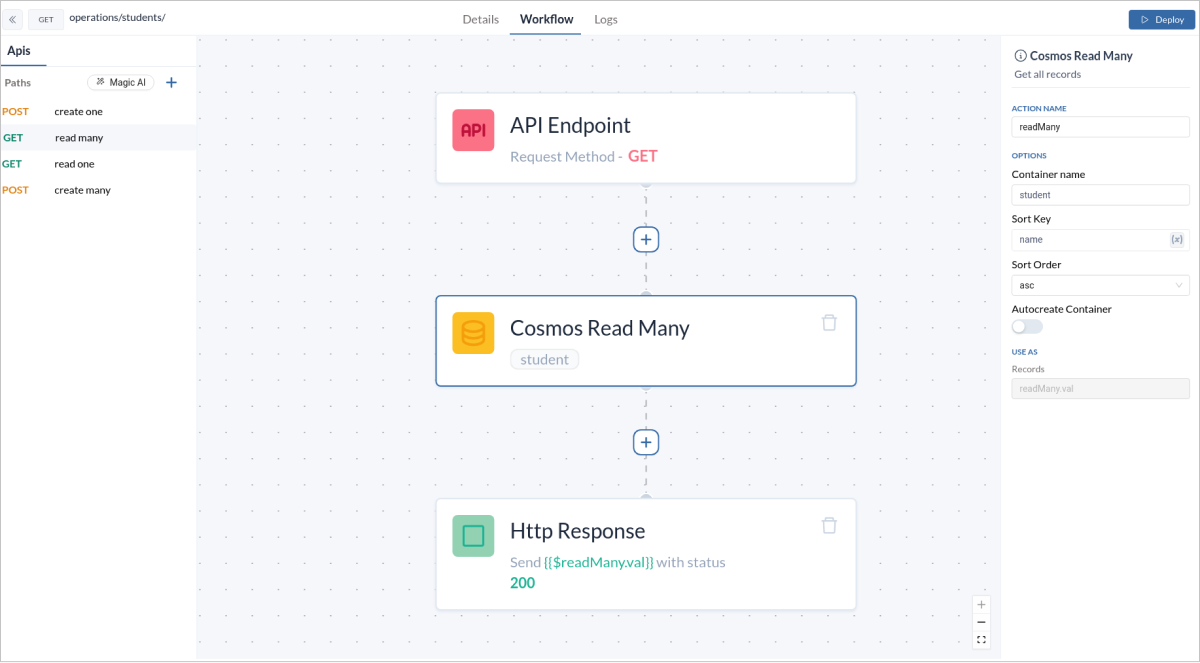 GET
operations/students/
Details
Workflow
Logs
Deploy
Apis
Paths
Magic AI
POST
create one
GET
read many
GET
read one
POST
create many
API
API Endpoint
Request Method - GET
Cosmos Read Many
student
Http Response
Send {{$readMany.val}} with status
200
Cosmos Read Many
Get all records
ACTION NAME
readMany
OPTIONS
Container name
student
Sort Key
name
{x}
Sort Order
asc
Autocreate Container
USE AS
Records
readMany.val